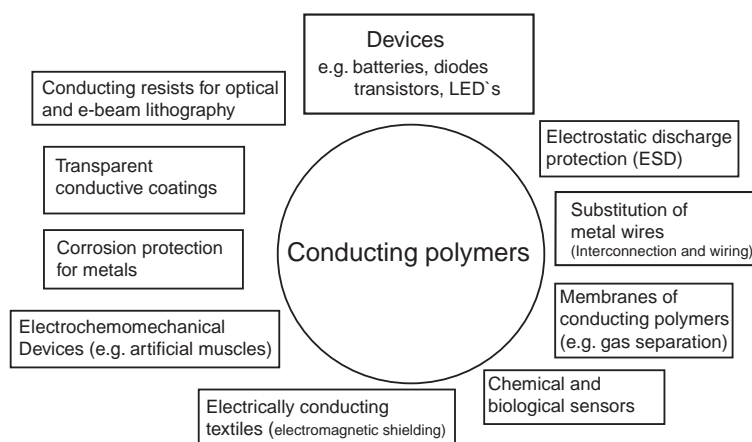 Devices
e.g. batteries, diodes
transistors, LED`s
Conducting resists for optical
and e-beam lithography
Electrostatic discharge
protection (ESD)
Transparent
conductive coatings
Substitution of
metal wires
(Interconnection and wiring)
Corrosion protection
for metals
Conducting polymers
Membranes of
conducting polymers
(e.g. gas separation)
Electrochemomechanical
Devices (e.g. artificial muscles)
Chemical and
biological sensors
Electrically conducting
textiles (electromagnetic shielding)